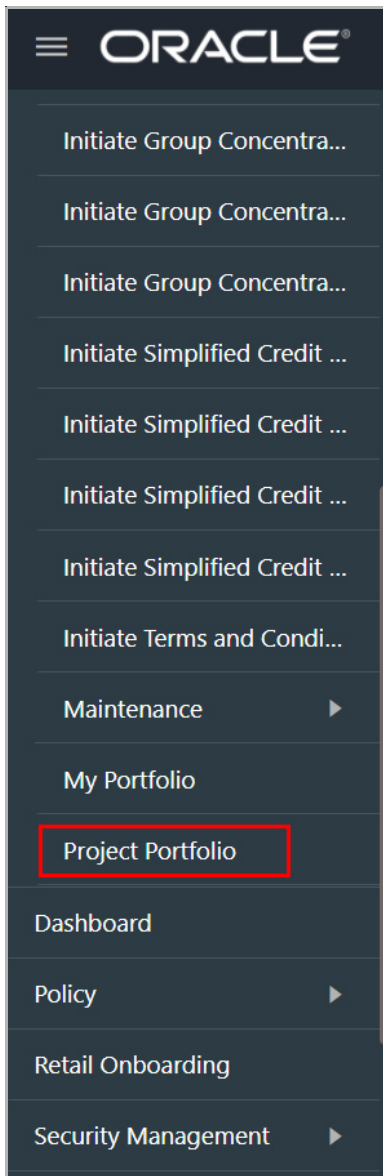 ORACLE®
Initiate Group Concentra...
Initiate Group Concentra...
Initiate Group Concentra...
Initiate Simplified Credit ...
Initiate Simplified Credit ...
Initiate Simplified Credit ...
Initiate Simplified Credit ...
Initiate Terms and Condi...
Maintenance
My Portfolio
Project Portfolio
Dashboard
Policy
Retail Onboarding
Security Management